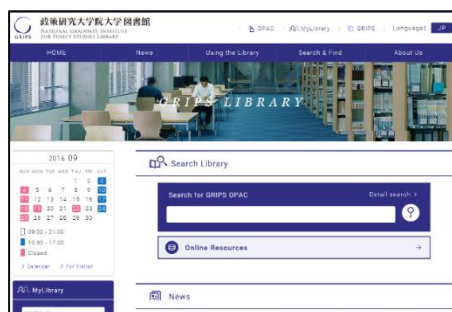 政策研究大学院大学図書館
GRIPS
NATIONAL GRADUATE INSTITUTE
FOR POLICY STUDIES LIBRARY
OPAC
MyLibrary
GRIPS
Language:
JP
HOME
News
Using the Library
Search & Find
About Us
GRIPS LIBRARY
2016 09
SUN MON TUE WED THU FRI SAT
1 2 3
4 5 6 7 8 9 10
11 12 13 14 15 16 17
18 19 20 21 22 23 24
25 26 27 28 29 30
09:00 - 21:00
10:30 - 17:00
Closed
> Calendar > For Visitor
MyLibrary
Search Library
Search for GRIPS OPAC
Detail search >
Online Resources →
News